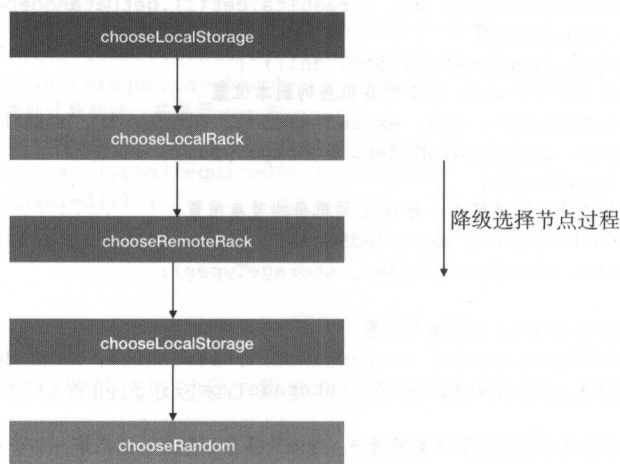 chooseLocalStorage
chooseLocalRack
降级选择节点过程
chooseRemoteRack
chooseLocalStorage
chooseRandom